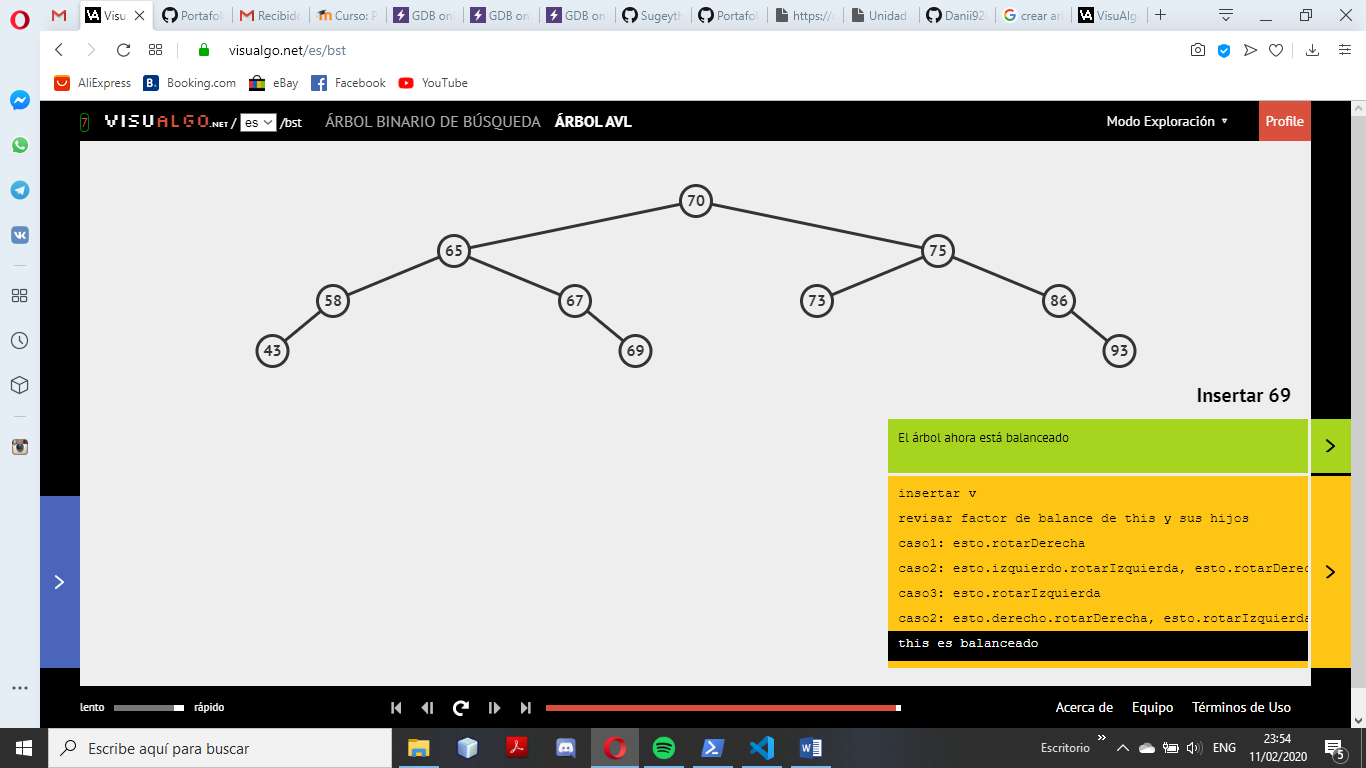 Visu
Portafol
Recibido
Curso: P
GDB onl
GDB on
GDB on
Sugeyth
Portafol
https://
Unidad
Danii92
crear ar
VisuAlg
visualgo.net/es/bst
AliExpress
B. Booking.com
eBay
Facebook
YouTube
7 VISUALGO.NET / es /bst ÁRBOL BINARIO DE BÚSQUEDA ÁRBOL AVL Modo Exploración ▼ Profile
70
65 75
58 67 73 86
43 69 93
Insertar 69
El árbol ahora está balanceado
insertar v
revisar factor de balance de this y sus hijos
caso1: esto.rotarDerecha
caso2: esto.izquierdo.rotarIzquierda, esto.rotarDerec
caso3: esto.rotarIzquierda
caso2: esto.derecho.rotarDerecha, esto.rotarIzquierda
this es balanceado
lento rápido Acerca de Equipo Términos de Uso
Escribe aquí para buscar Escritorio ENG 23:54
11/02/2020
5